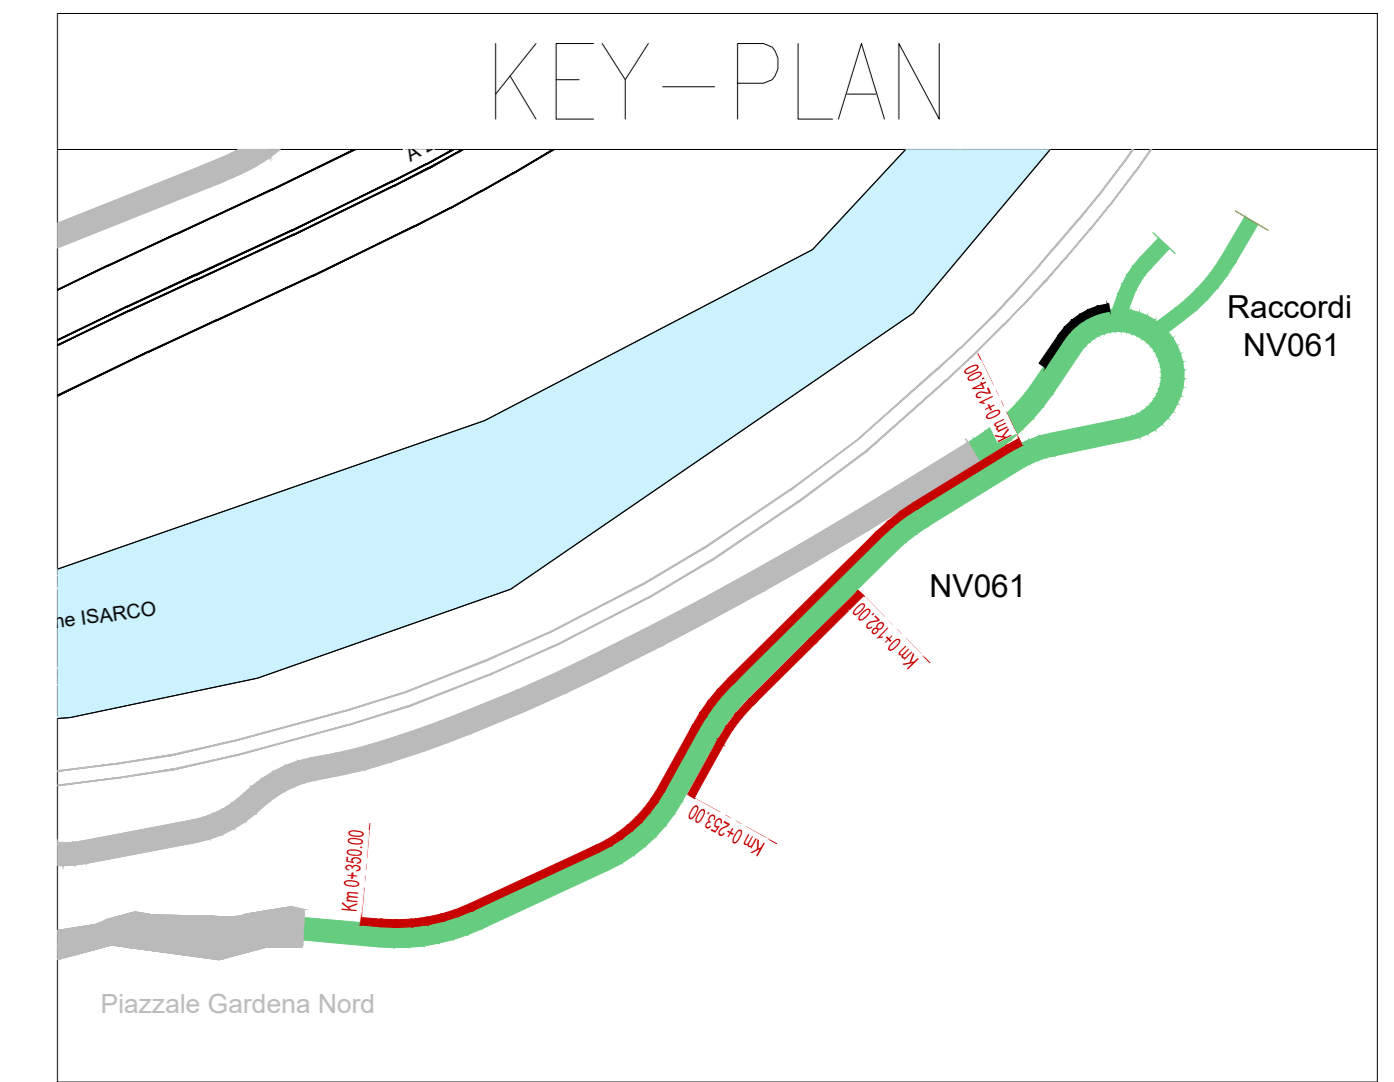 KEY-PLAN
Raccordi
NV061
Km 0+124.00
NV061
ne ISARCO
Km 0+182.00
Km 0+253.00
Km 0+350.00
Piazzale Gardena Nord